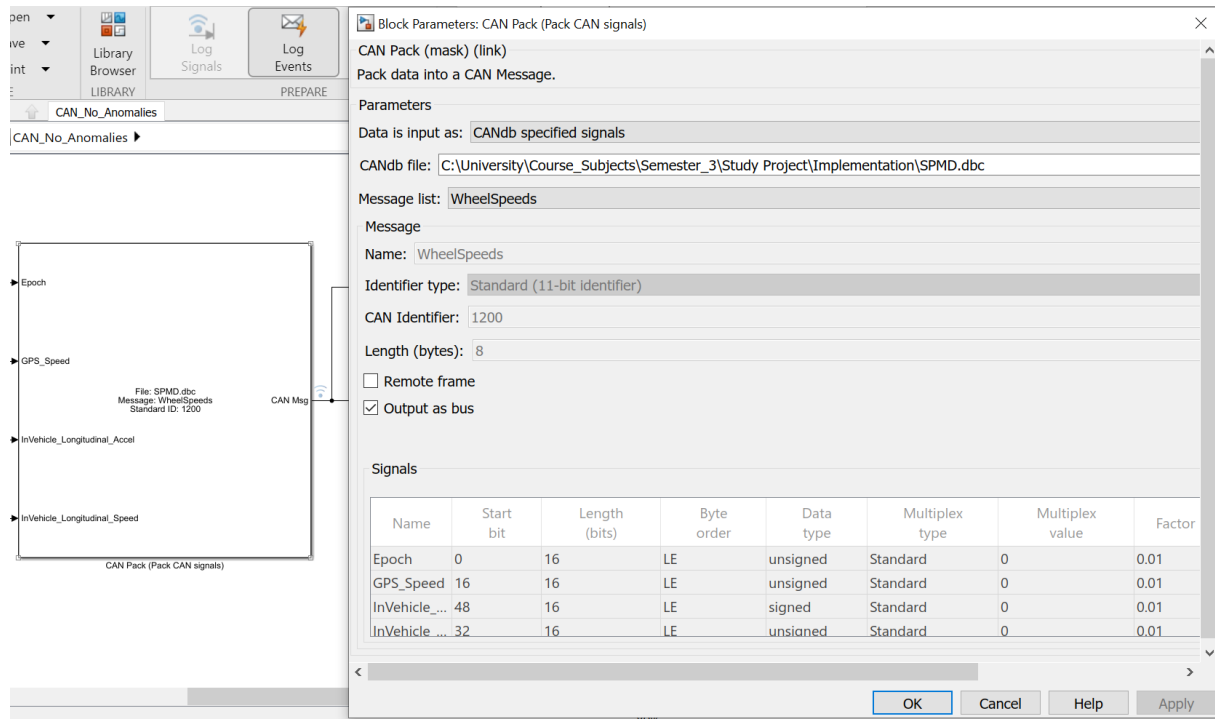 pen
ave
int
Library
Browser
LIBRARY
Log
Signals
Log
Events
PREPARE
CAN_No_Anomalies
CAN_No_Anomalies
Epoch
GPS_Speed
File: SPMD.dbc
Message: WheelSpeeds
Standard ID: 1200
CAN Msg
InVehicle_Longitudinal_Accel
InVehicle_Longitudinal_Speed
CAN Pack (Pack CAN signals)
Block Parameters: CAN Pack (Pack CAN signals)
CAN Pack (mask) (link)
Pack data into a CAN Message.
Parameters
Data is input as: CANdb specified signals
CANdb file: C:\University\Course_Subjects\Semester_3\Study Project\Implementation\SPMD.dbc
Message list: WheelSpeeds
Message
Name: WheelSpeeds
Identifier type: Standard (11-bit identifier)
CAN Identifier: 1200
Length (bytes): 8
Remote frame
Output as bus
Signals
Name Start bit Length (bits) Byte order Data type Multiplex type Multiplex value Factor
Epoch 0 16 LE unsigned Standard 0 0.01
GPS_Speed 16 16 LE unsigned Standard 0 0.01
InVehicle_... 48 16 LE signed Standard 0 0.01
InVehicle_... 32 16 LE unsigned Standard 0 0.01
OK Cancel Help Apply